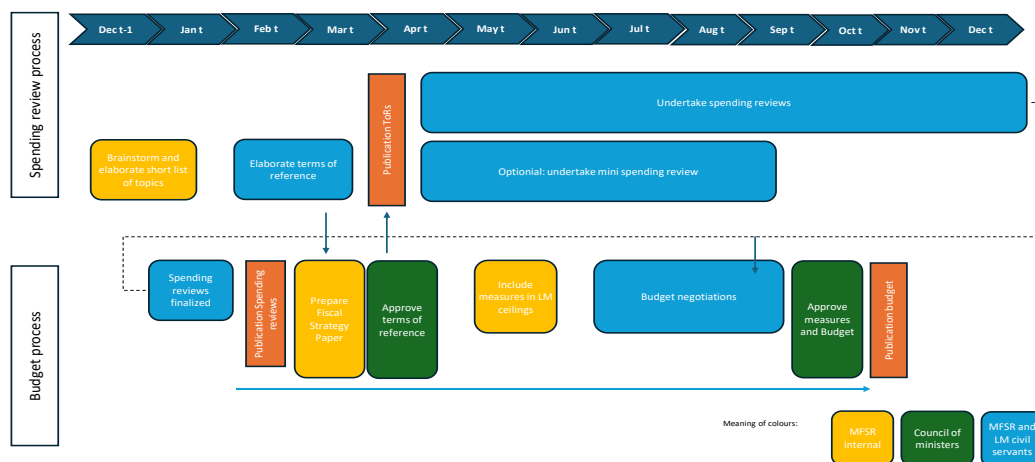 Spending review process
Dec t-1
Jan t
Feb t
Mar t
Apr t
May t
Jun t
Jul t
Aug t
Sep t
Oct t
Nov t
Dec t
Publication ToRs
Undertake spending reviews
Brainstorm and
elaborate short list
of topics
Elaborate terms of
reference
Optionial: undertake mini spending review
Budget process
Spending
reviews
finalized
Publication Spending
reviews
Prepare
Fiscal
Strategy
Paper
Approve
terms of
reference
Include
measures in LM
ceilings
Budget negotiations
Approve
measures
and Budget
Publication budget
Meaning of colours:
MFSR
internal
Council of
ministers
MFSR and
LM civil
servants